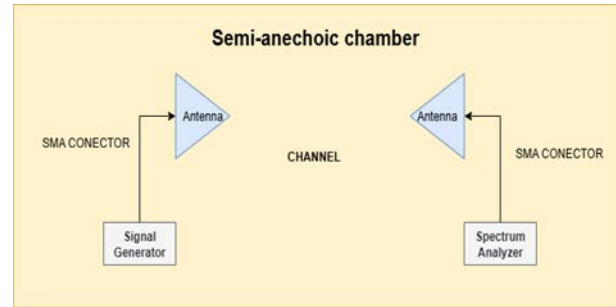 Semi-anechoic chamber
Antenna
Antenna
SMA CONECTOR
CHANNEL
SMA CONECTOR
Signal
Generator
Spectrum
Analyzer